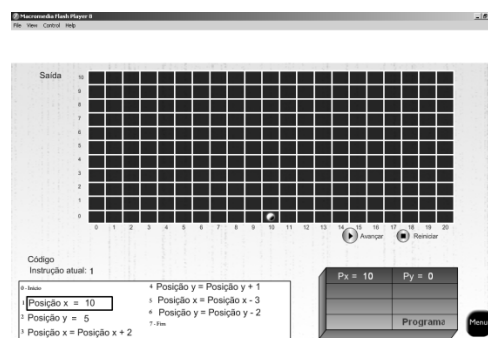 Macromedia Flash Player 8
File View Control Help
Saída
10
9
8
7
6
5
4
3
2
1
0
0 1 2 3 4 5 6 7 8 9 10 11 12 13 14 15 16 17 18 19 20
Avançar Reiniciar
Código
Instrução atual: 1
0 - Início
1 Posição x = 10
2 Posição y = 5
3 Posição x = Posição x + 2
4 Posição y = Posição y + 1
5 Posição x = Posição x - 3
6 Posição y = Posição y - 2
7 - Fim
Px = 10 Py = 0
Programa
Menu